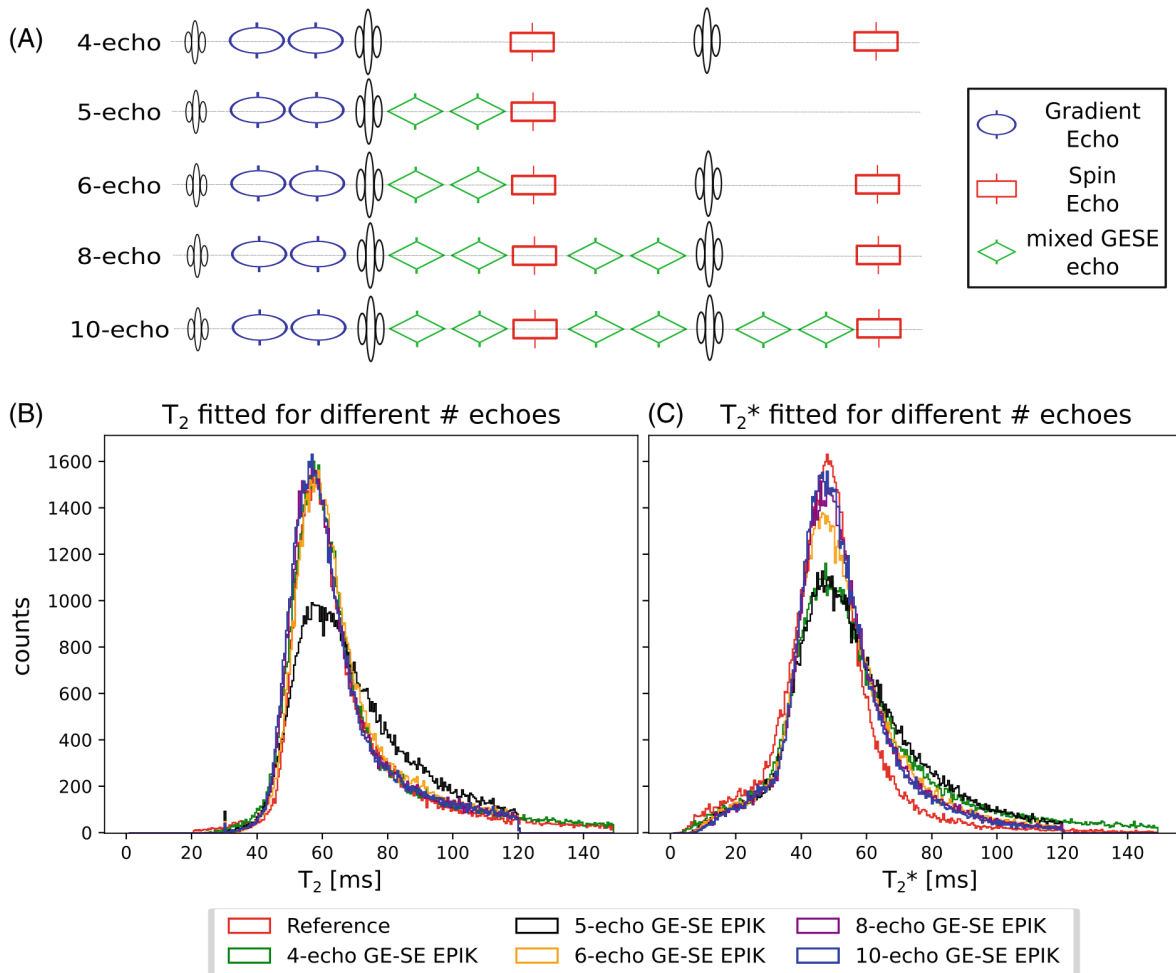 (A)
4-echo
5-echo
6-echo
8-echo
10-echo
Gradient
Echo
Spin
Echo
mixed GESE
echo
(B)
T₂ fitted for different # echoes
(C)
T₂* fitted for different # echoes
1600
1400
1200
1000
800
600
400
200
0
counts
0 20 40 60 80 100 120 140
T₂ [ms]
0 20 40 60 80 100 120 140
T₂* [ms]
Reference
4-echo GE-SE EPIK
5-echo GE-SE EPIK
6-echo GE-SE EPIK
8-echo GE-SE EPIK
10-echo GE-SE EPIK